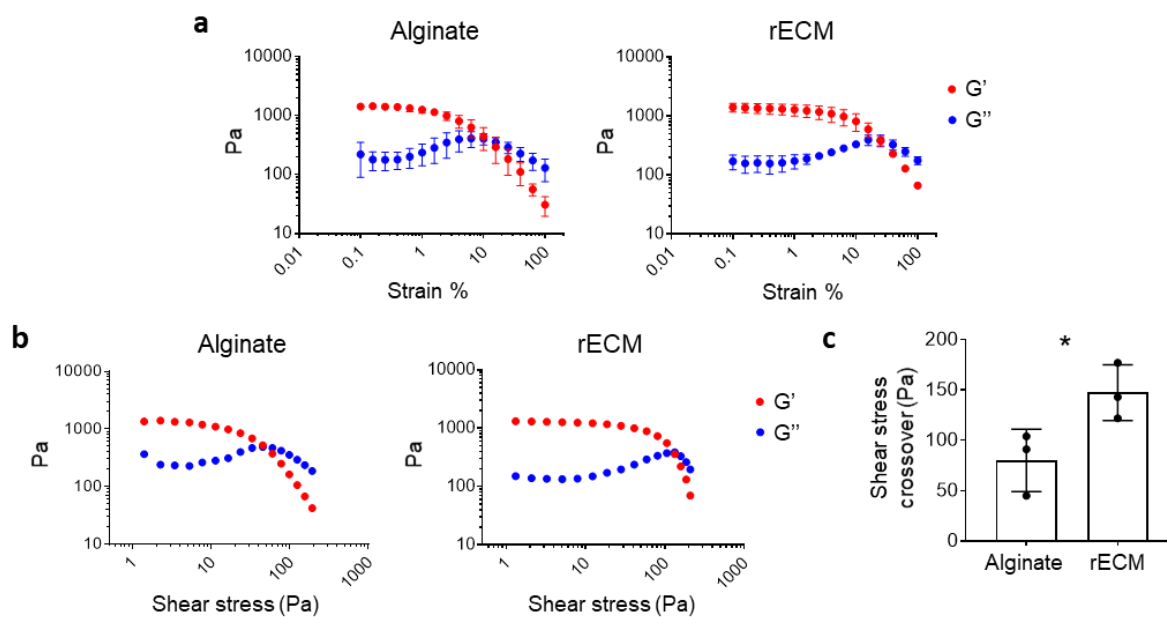 a
Alginate
rECM
10000
1000
100
10
Pa
0.01
0.1
1
10
100
Strain %
10000
1000
100
10
Pa
0.01
0.1
1
10
100
Strain %
G'
G''
b
Alginate
rECM
10000
1000
100
10
Pa
1
10
100
1000
Shear stress (Pa)
10000
1000
100
10
Pa
1
10
100
1000
Shear stress (Pa)
G'
G''
c
200
150
100
50
0
Shear stress
crossover (Pa)
*
Alginate
rECM